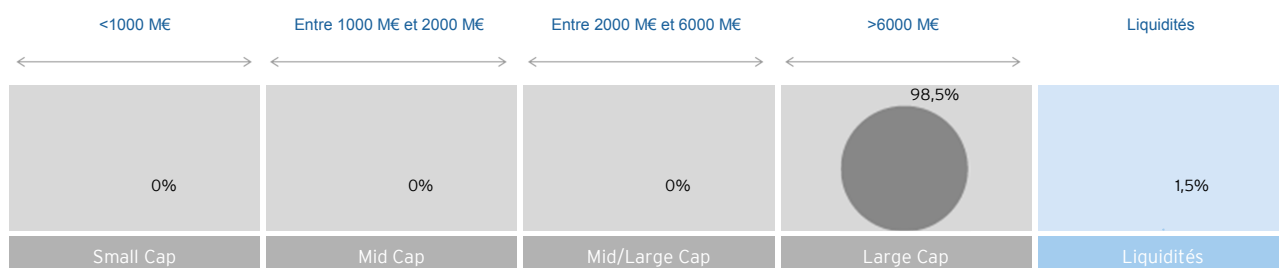 <1000 M€
Entre 1000 M€ et 2000 M€
Entre 2000 M€ et 6000 M€
>6000 M€
Liquidités
98,5%
0%
0%
0%
1,5%
Small Cap
Mid Cap
Mid/Large Cap
Large Cap
Liquidités